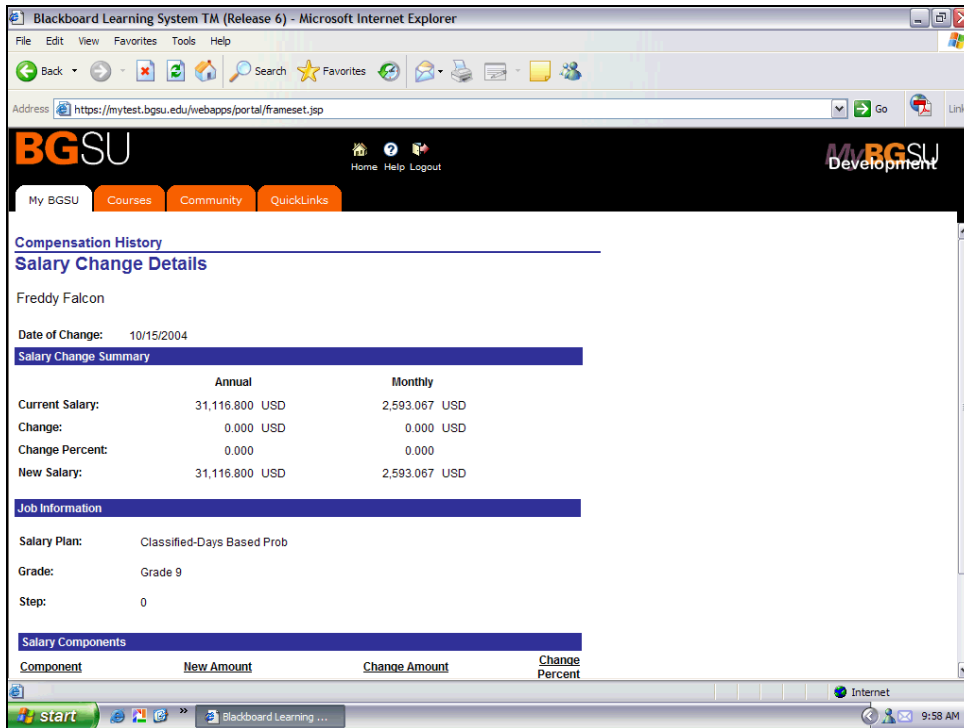 Blackboard Learning System TM (Release 6) - Microsoft Internet Explorer
File Edit View Favorites Tools Help
Back Search Favorites
Address https://mytest.bgsu.edu/webapps/portal/frameset.jsp Go
BGSU Home Help Logout MyBGSU
Development
My BGSU Courses Community QuickLinks
Compensation History
Salary Change Details
Freddy Falcon
Date of Change: 10/15/2004
Salary Change Summary
Annual Monthly
Current Salary: 31,116.800 USD 2,593.067 USD
Change: 0.000 USD 0.000 USD
Change Percent: 0.000 0.000
New Salary: 31,116.800 USD 2,593.067 USD
Job Information
Salary Plan: Classified-Days Based Prob
Grade: Grade 9
Step: 0
Salary Components
Component New Amount Change Amount Change
Percent
Internet
start » Blackboard Learning ... 9:58 AM